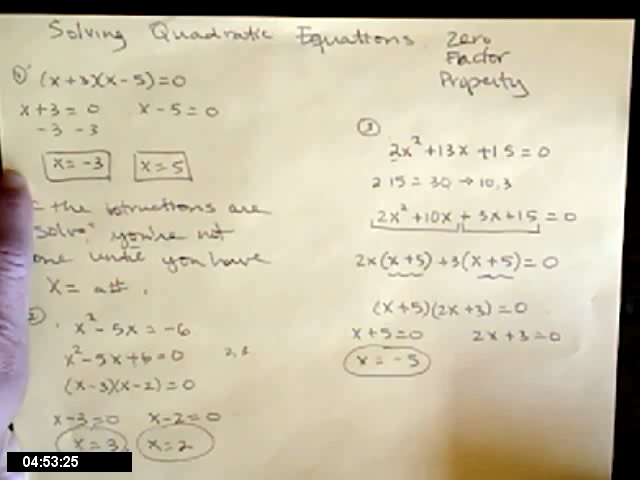 Solving Quadratic Equations Zero
Factor
Property
(x+3)(x-5)=0
x+3=0 x-5=0
-3 -3
x=-3 x=5
the instructions are
"solve," you're not
one until you have
x = a #.
2
x²-5x=-6
x²-5x+6=0
(x-3)(x-2)=0
x-3=0 x-2=0
x=3 x=2
3
2x²+13x+15=0
2·15=30→10,3
2x²+10x+3x+15=0
2x(x+5)+3(x+5)=0
(x+5)(2x+3)=0
x+5=0 2x+3=0
x=-5
04:53:25